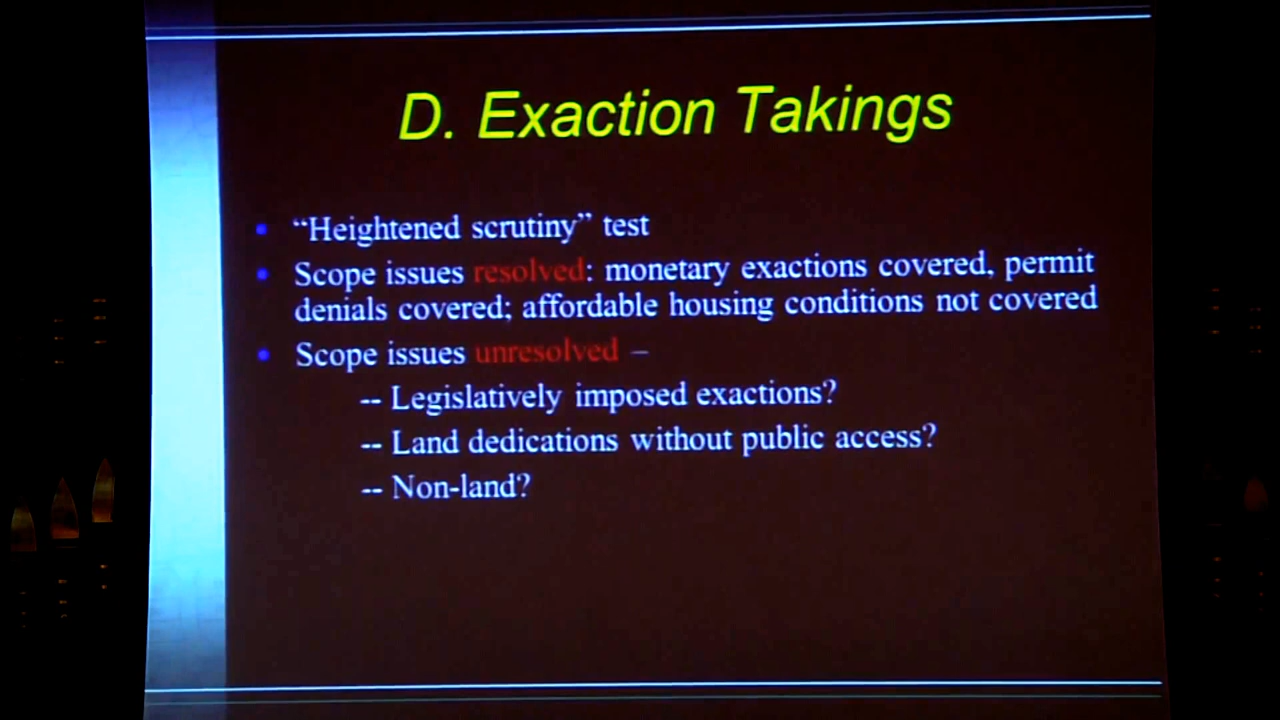 D. Exaction Takings
• “Heightened scrutiny” test
• Scope issues resolved: monetary exactions covered, permit
denials covered; affordable housing conditions not covered
• Scope issues unresolved –
-- Legislatively imposed exactions?
-- Land dedications without public access?
-- Non-land?